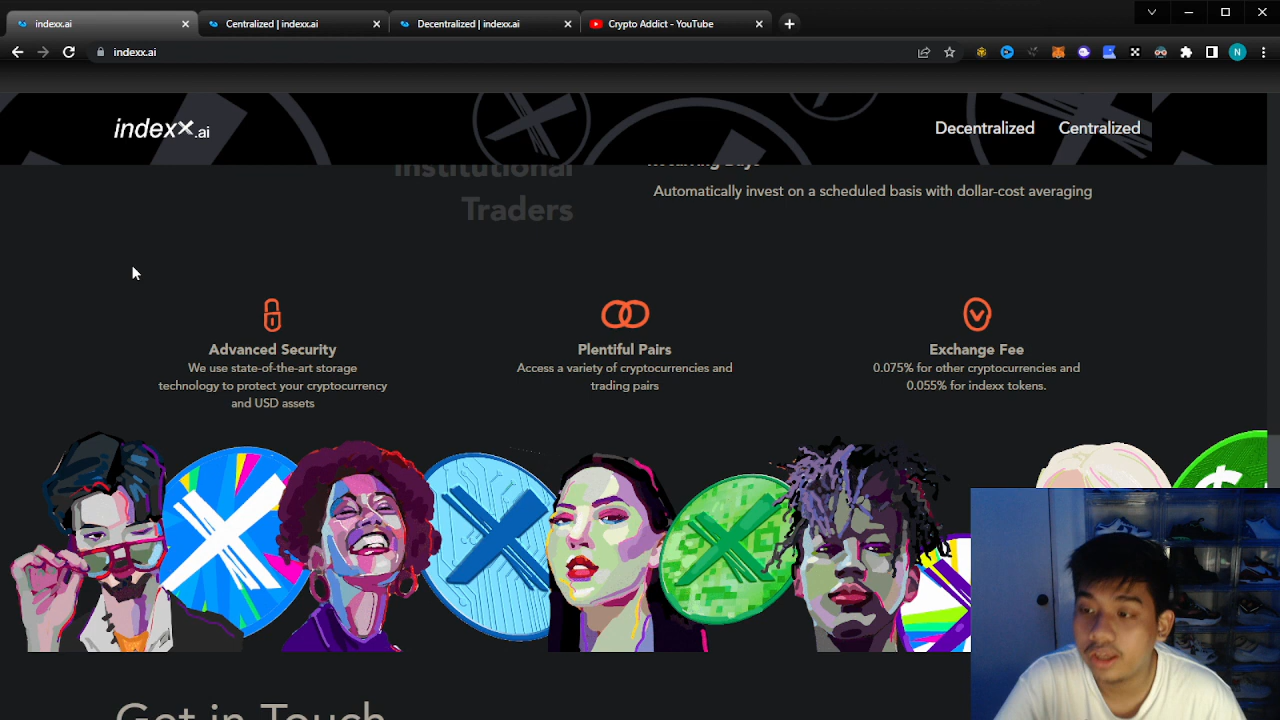 indexx.ai
Centralized | indexx.ai
Decentralized | indexx.ai
Crypto Addict - YouTube
indexx.ai
N
indexx.ai
Decentralized
Centralized
Institutional
Traders
Recurring Buys
Automatically invest on a scheduled basis with dollar-cost averaging
Advanced Security
We use state-of-the-art storage
technology to protect your cryptocurrency
and USD assets
Plentiful Pairs
Access a variety of cryptocurrencies and
trading pairs
Exchange Fee
0.075% for other cryptocurrencies and
0.055% for indexx tokens.
Get in Touch